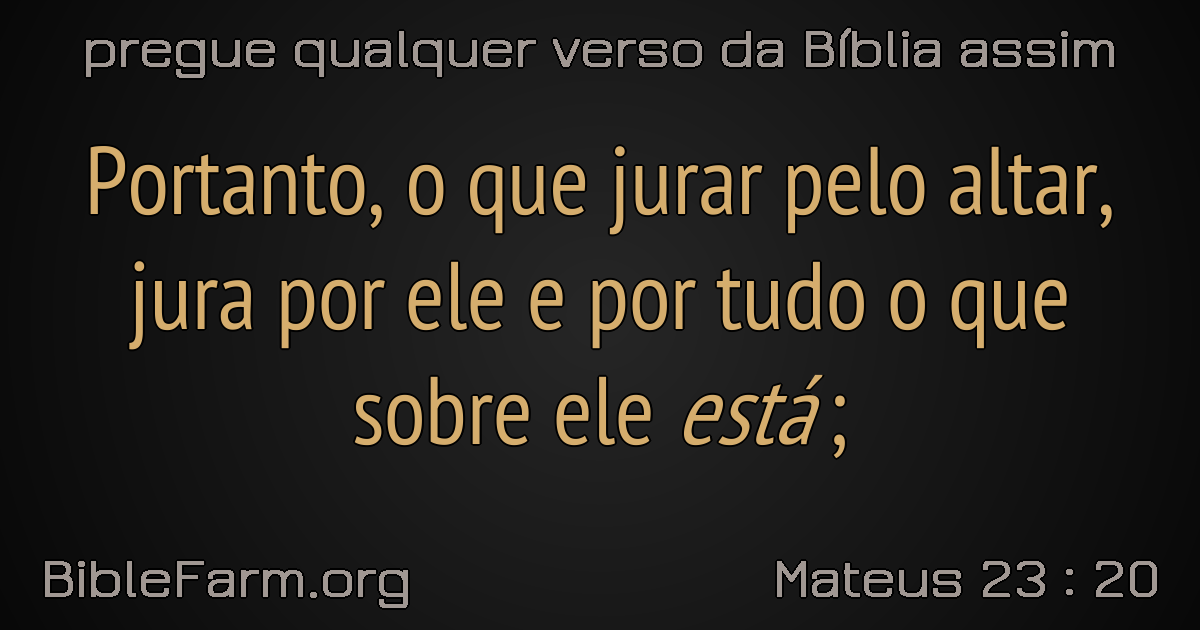 pregue qualquer verso da Bíblia assim
Portanto, o que jurar pelo altar,
jura por ele e por tudo o que
sobre ele está;
BibleFarm.org
Mateus 23 : 20